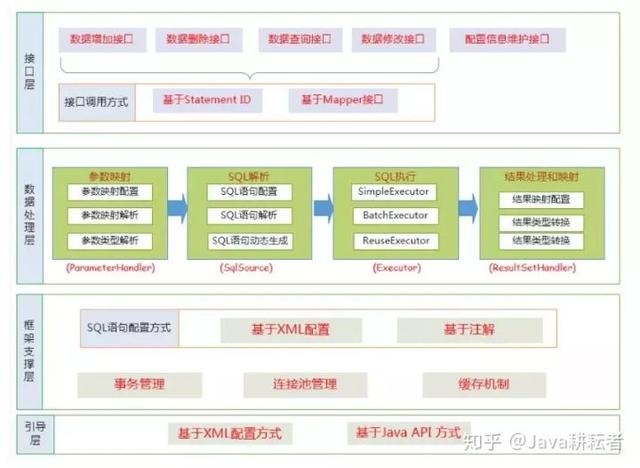 接口层
数据增加接口
数据删除接口
数据查询接口
数据修改接口
配置信息维护接口
接口调用方式
基于Statement ID
基于Mapper接口
数据处理层
参数映射
参数映射配置
参数映射解析
参数类型解析
(ParameterHandler)
SQL解析
SQL语句配置
SQL语句解析
SQL语句动态生成
(SqlSource)
SQL执行
SimpleExecutor
BatchExecutor
ReuseExecutor
(Executor)
结果处理和映射
结果映射配置
结果类型转换
结果类型转换
(ResultSetHandler)
框架支撑层
SQL语句配置方式
基于XML配置
基于注解
事务管理
连接池管理
缓存机制
引导层
基于XML配置方式
基于Java API 方式
知乎 @Java耕耘者